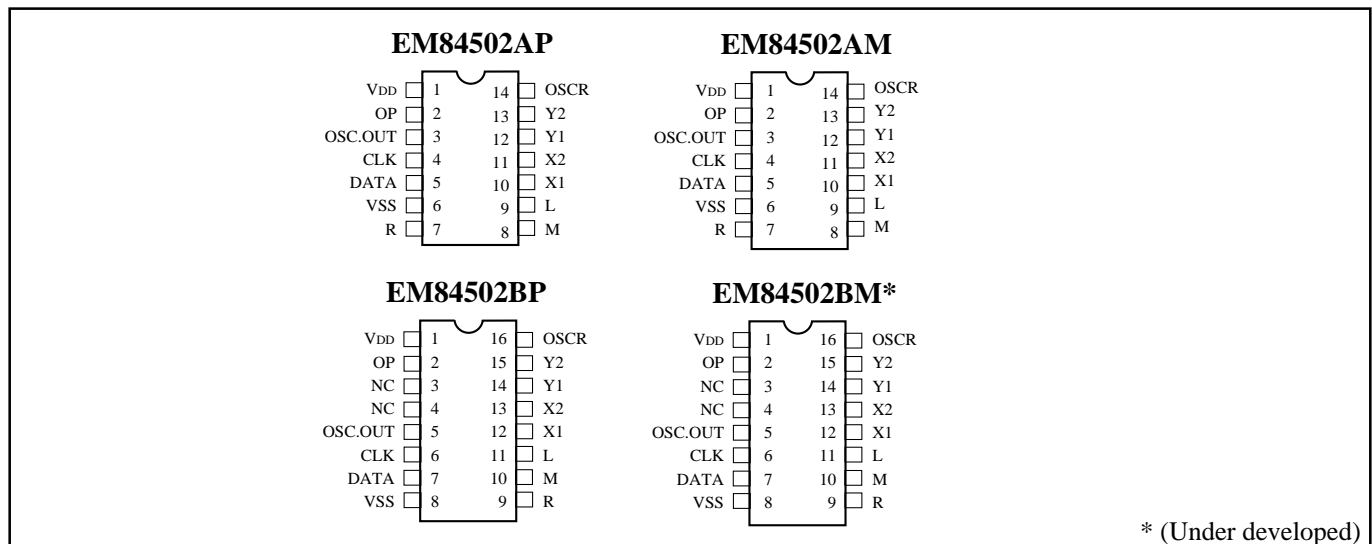 EM84502AP
VDD 1 14 OSCR
OP 2 13 Y2
OSC.OUT 3 12 Y1
CLK 4 11 X2
DATA 5 10 X1
VSS 6 9 L
R 7 8 M
EM84502AM
VDD 1 14 OSCR
OP 2 13 Y2
OSC.OUT 3 12 Y1
CLK 4 11 X2
DATA 5 10 X1
VSS 6 9 L
R 7 8 M
EM84502BP
VDD 1 16 OSCR
OP 2 15 Y2
NC 3 14 Y1
NC 4 13 X2
OSC.OUT 5 12 X1
CLK 6 11 L
DATA 7 10 M
VSS 8 9 R
EM84502BM*
VDD 1 16 OSCR
OP 2 15 Y2
NC 3 14 Y1
NC 4 13 X2
OSC.OUT 5 12 X1
CLK 6 11 L
DATA 7 10 M
VSS 8 9 R
* (Under developed)